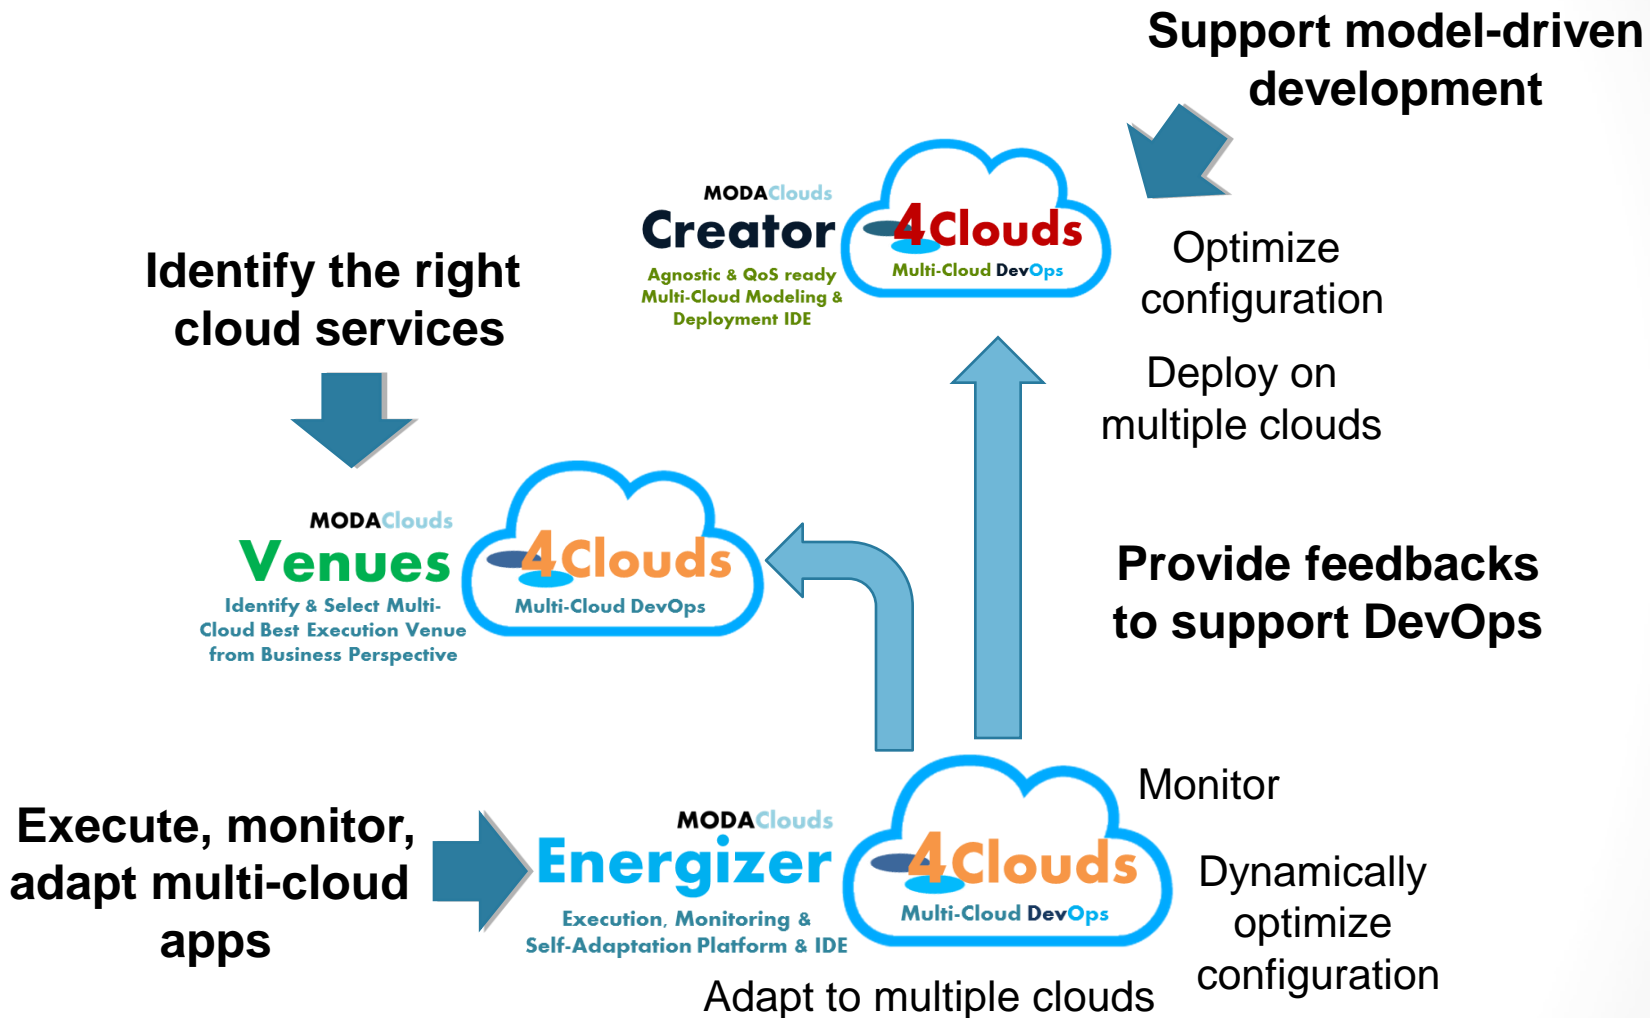 Support model-driven
development
MODAClouds
Creator 4Clouds
Agnostic & QoS ready
Multi-Cloud Modeling &
Deployment IDE
Multi-Cloud DevOps
Optimize
configuration
Deploy on
multiple clouds
Identify the right
cloud services
MODAClouds
Venues 4Clouds
Identify & Select Multi-
Cloud Best Execution Venue
from Business Perspective
Multi-Cloud DevOps
Provide feedbacks
to support DevOps
Execute, monitor,
adapt multi-cloud
apps
MODAClouds
Energizer 4Clouds
Execution, Monitoring &
Self-Adaptation Platform & IDE
Multi-Cloud DevOps
Monitor
Dynamically
optimize
configuration
Adapt to multiple clouds